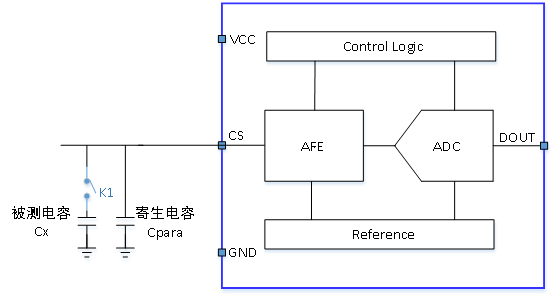 VCC
Control Logic
CS
AFE
ADC
DOUT
K1
被测电容
Cx
寄生电容
Cpara
Reference
GND